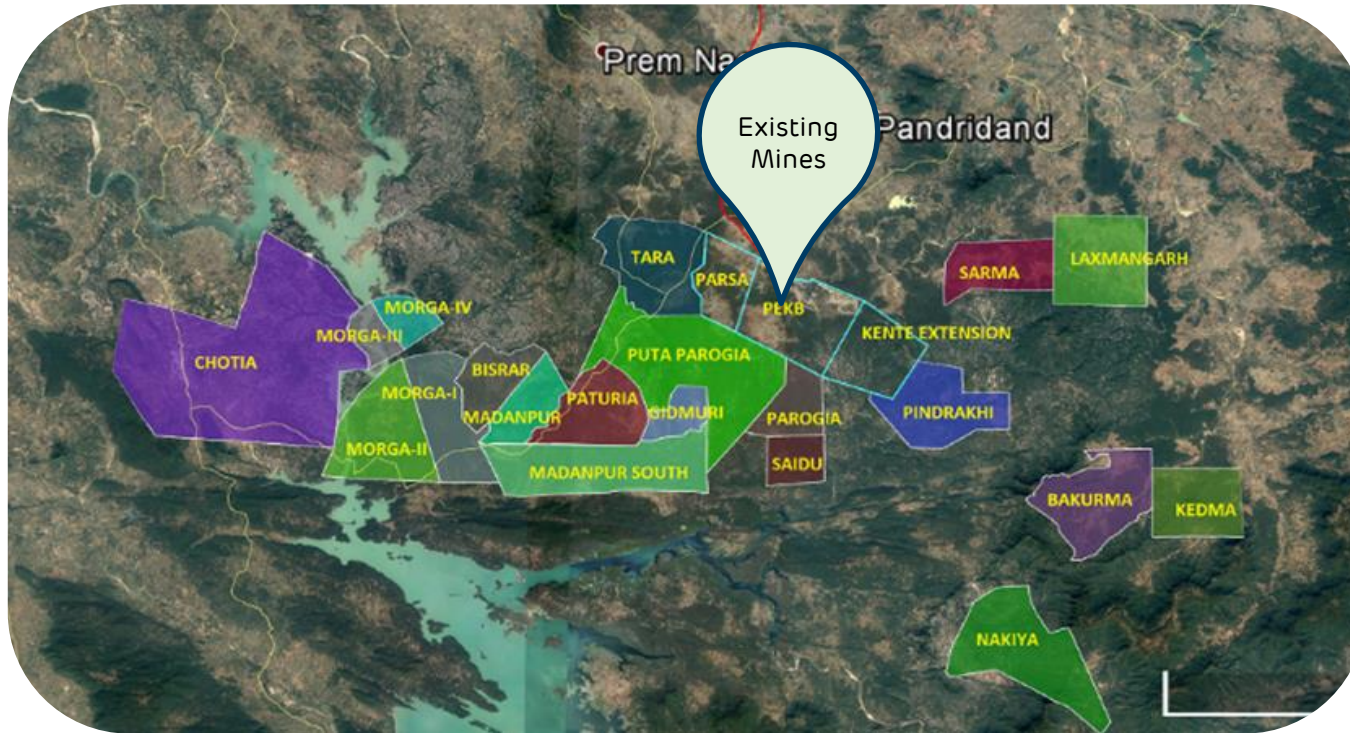 Prem Na
Existing
Mines
Pandridand
TARA
PARSA
SARMA
LAXMANGARH
PEKB
MORGA-IV
MORGA-III
KENTE EXTENSION
CHOTIA
PUTA PAROGIA
BISRAR
MORGA-I
PATURIA
GIDMURI
PINDRAKHI
MADANPUR
PAROGIA
MORGA-II
SAIDU
MADANPUR SOUTH
BAKURMA
KEDMA
NAKIYA